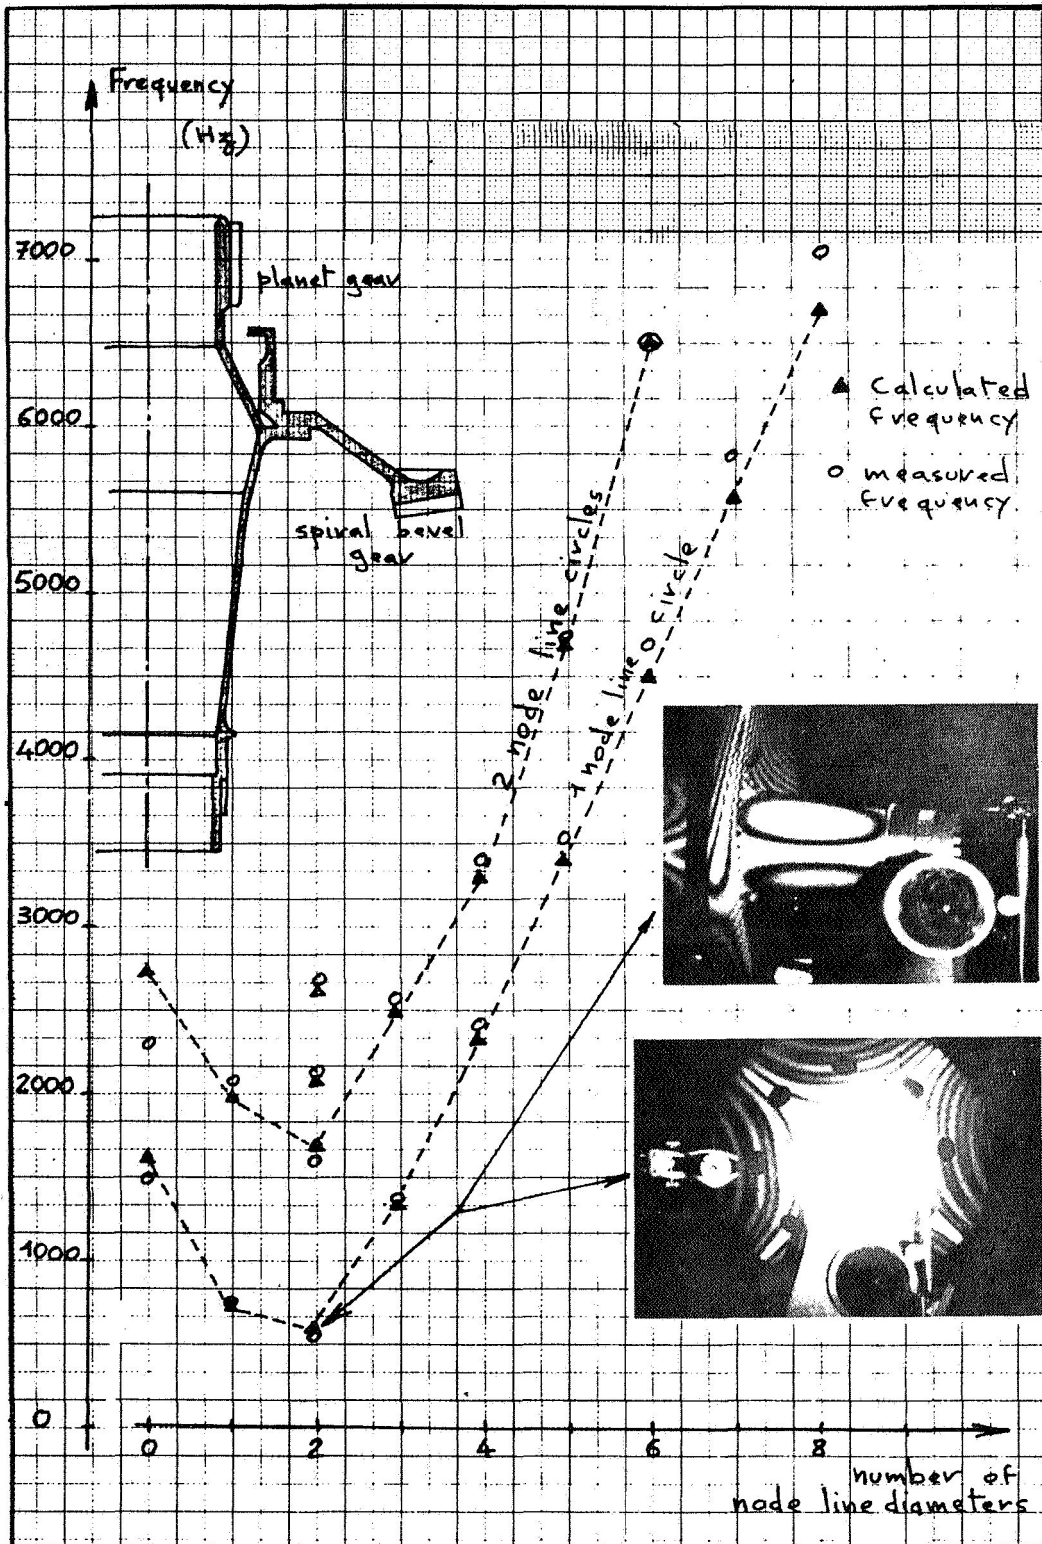 Frequency
(Hz)
7000
planet gear
6000
Calculated
frequency
measured
frequency
spiral bevel
gear
5000
2 node line circles
1 node line circle
4000
3000
2000
1000
0
0
2
4
6
8
number of
node line diameters